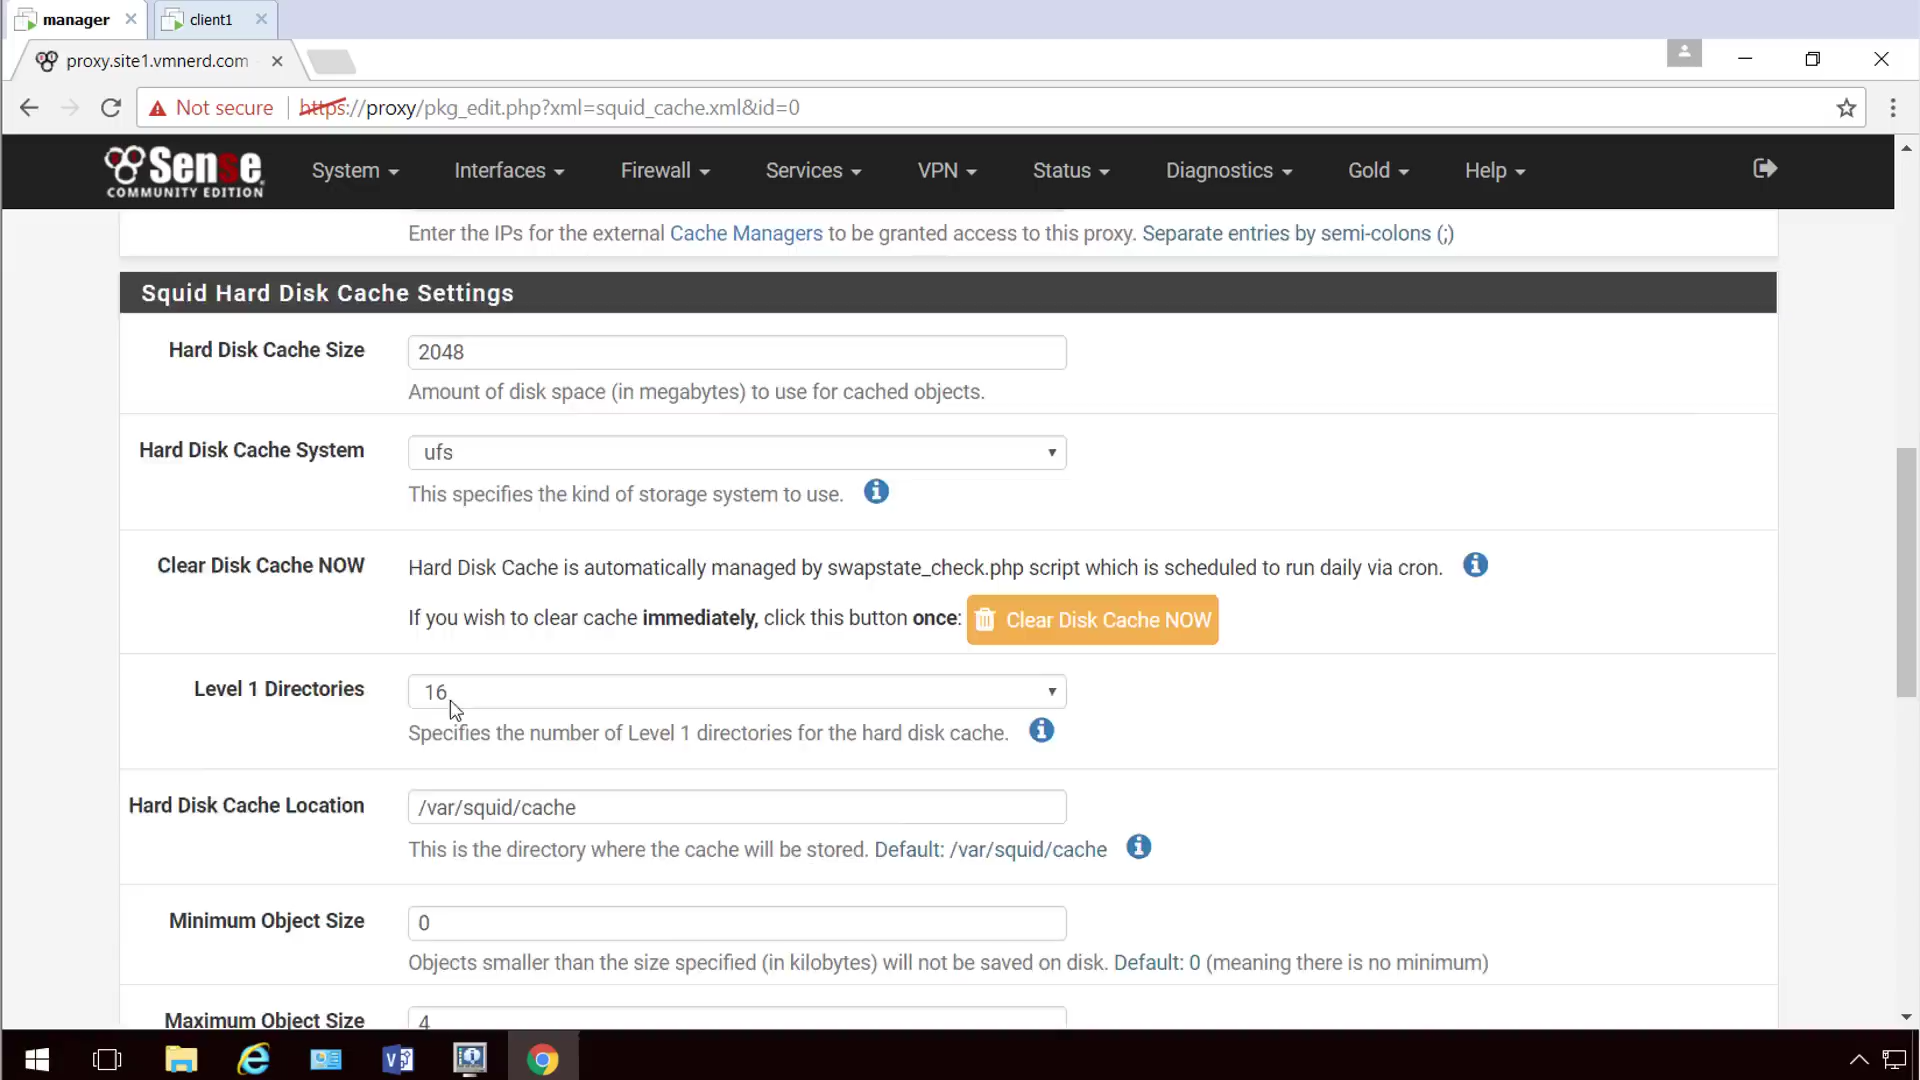 manager
client1
proxy.site1.vmnerd.com
Not secure
https://proxy/pkg_edit.php?xml=squid_cache.xml&id=0
Sense
COMMUNITY EDITION
System
Interfaces
Firewall
Services
VPN
Status
Diagnostics
Gold
Help
Enter the IPs for the external Cache Managers to be granted access to this proxy. Separate entries by semi-colons (;)
Squid Hard Disk Cache Settings
Hard Disk Cache Size
2048
Amount of disk space (in megabytes) to use for cached objects.
Hard Disk Cache System
ufs
This specifies the kind of storage system to use.
Clear Disk Cache NOW
Hard Disk Cache is automatically managed by swapstate_check.php script which is scheduled to run daily via cron.
If you wish to clear cache immediately, click this button once:
Clear Disk Cache NOW
Level 1 Directories
16
Specifies the number of Level 1 directories for the hard disk cache.
Hard Disk Cache Location
/var/squid/cache
This is the directory where the cache will be stored. Default: /var/squid/cache
Minimum Object Size
0
Objects smaller than the size specified (in kilobytes) will not be saved on disk. Default: 0 (meaning there is no minimum)
Maximum Object Size
4